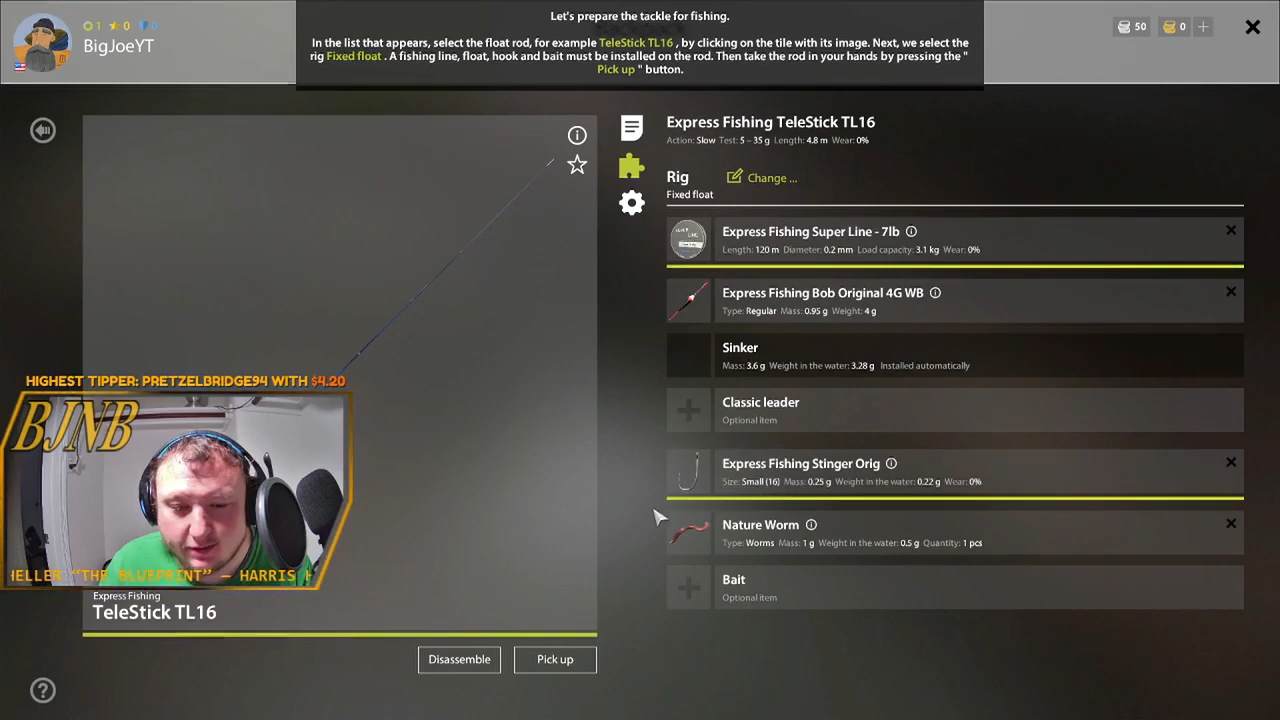 1 0 0
BigJoeYT
Let's prepare the tackle for fishing.
In the list that appears, select the float rod, for example TeleStick TL16 , by clicking on the tile with its image. Next, we select the
rig Fixed float . A fishing line, float, hook and bait must be installed on the rod. Then take the rod in your hands by pressing the "
Pick up " button.
50 0
Express Fishing TeleStick TL16
Action: Slow Test: 5 – 35 g Length: 4.8 m Wear: 0%
Rig Change ...
Fixed float
Express Fishing Super Line - 7lb
Length: 120 m Diameter: 0.2 mm Load capacity: 3.1 kg Wear: 0%
Express Fishing Bob Original 4G WB
Type: Regular Mass: 0.95 g Weight: 4 g
Sinker
Mass: 3.6 g Weight in the water: 3.28 g Installed automatically
Classic leader
Optional item
Express Fishing Stinger Orig
Size: Small (16) Mass: 0.25 g Weight in the water: 0.22 g Wear: 0%
Nature Worm
Type: Worms Mass: 1 g Weight in the water: 0.5 g Quantity: 1 pcs
Bait
Optional item
HIGHEST TIPPER: PRETZELBRIDGE94 WITH $4.20
BJNB
HELLER "THE BLUEPRINT" – HARRIS H
Express Fishing
TeleStick TL16
Disassemble
Pick up